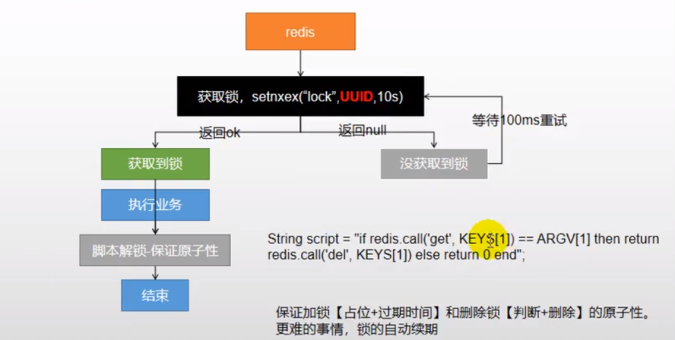 redis
获取锁，setnxex("lock",UUID,10s)
等待100ms重试
返回ok
返回null
获取到锁
没获取到锁
执行业务
脚本解锁-保证原子性
String script = "if redis.call('get', KEYS[1]) == ARGV[1] then return
redis.call('del', KEYS[1]) else return 0 end";
结束
保证加锁【占位+过期时间】和删除锁【判断+删除】的原子性。
更难的事情，锁的自动续期